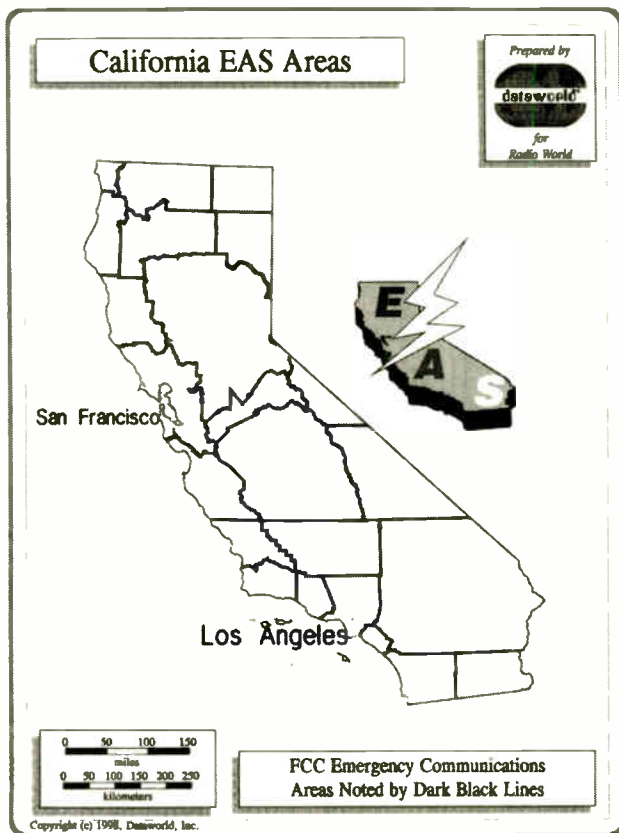 California EAS Areas
Prepared by
dataworld
for
Radio World
E
A
S
San Francisco
Los Angeles
0 50 100 150
miles
0 50 100 150 200 250
kilometers
FCC Emergency Communications
Areas Noted by Dark Black Lines
Copyright (c) 1998, Dataworld, Inc.